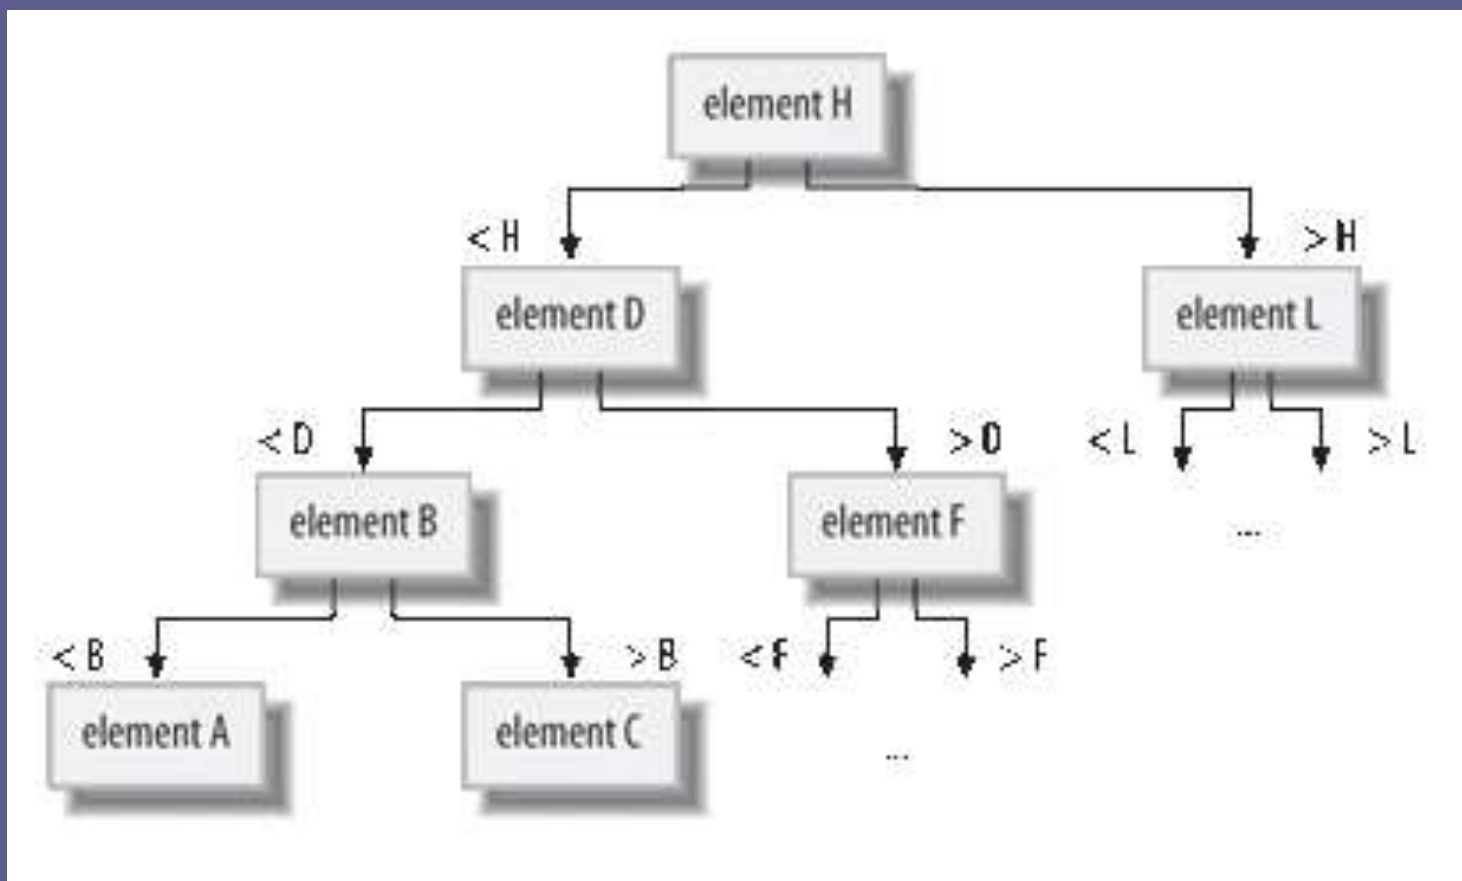 element H
< H
> H
element D
element L
< D
> D
< L
> L
element B
element F
...
< B
> B
< F
> F
element A
element C
...